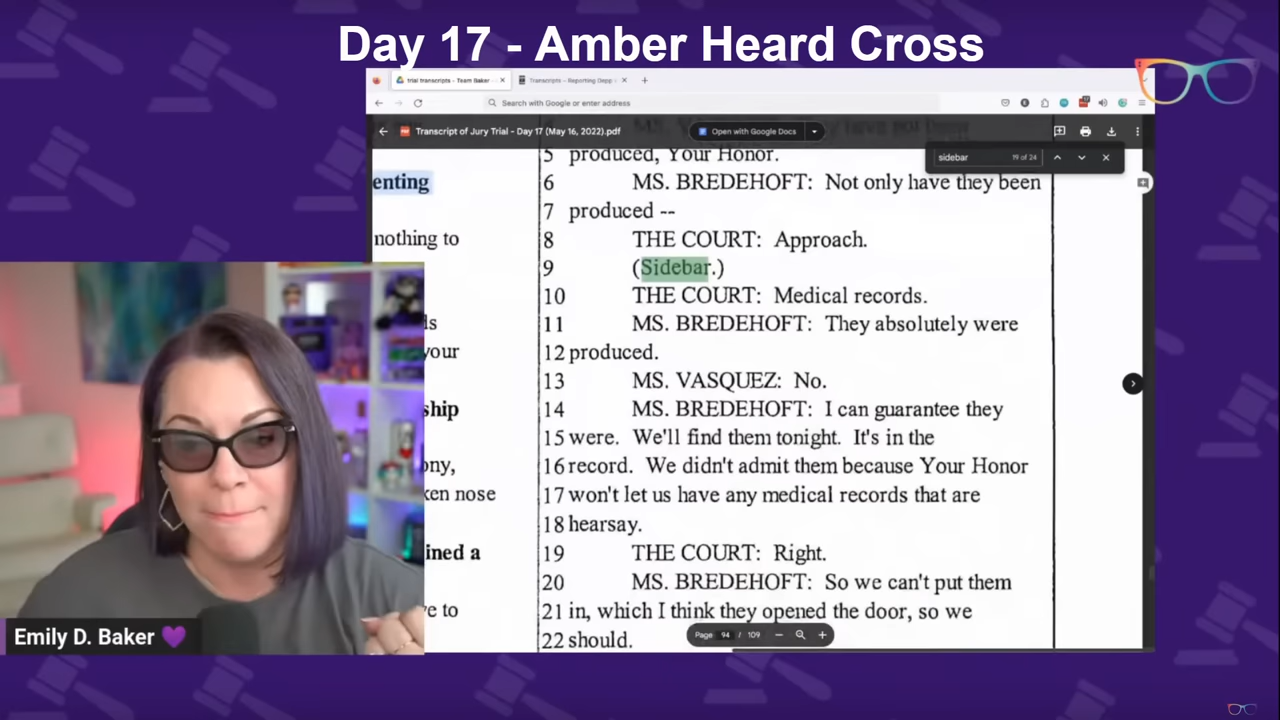 Day 17 - Amber Heard Cross
trial transcripts - Team Baker
Transcripts - Reporting Depp
Search with Google or enter address
Transcript of Jury Trial - Day 17 (May 16, 2022).pdf
Open with Google Docs
sidebar 19 of 24
enting
nothing to
your
ship
ony,
ken nose
ined a
5 produced, Your Honor.
6 MS. BREDEHOFT: Not only have they been
7 produced --
8 THE COURT: Approach.
9 (Sidebar.)
10 THE COURT: Medical records.
11 MS. BREDEHOFT: They absolutely were
12 produced.
13 MS. VASQUEZ: No.
14 MS. BREDEHOFT: I can guarantee they
15 were. We'll find them tonight. It's in the
16 record. We didn't admit them because Your Honor
17 won't let us have any medical records that are
18 hearsay.
19 THE COURT: Right.
20 MS. BREDEHOFT: So we can't put them
21 in, which I think they opened the door, so we
22 should.
Page 94 / 109
Emily D. Baker 💜